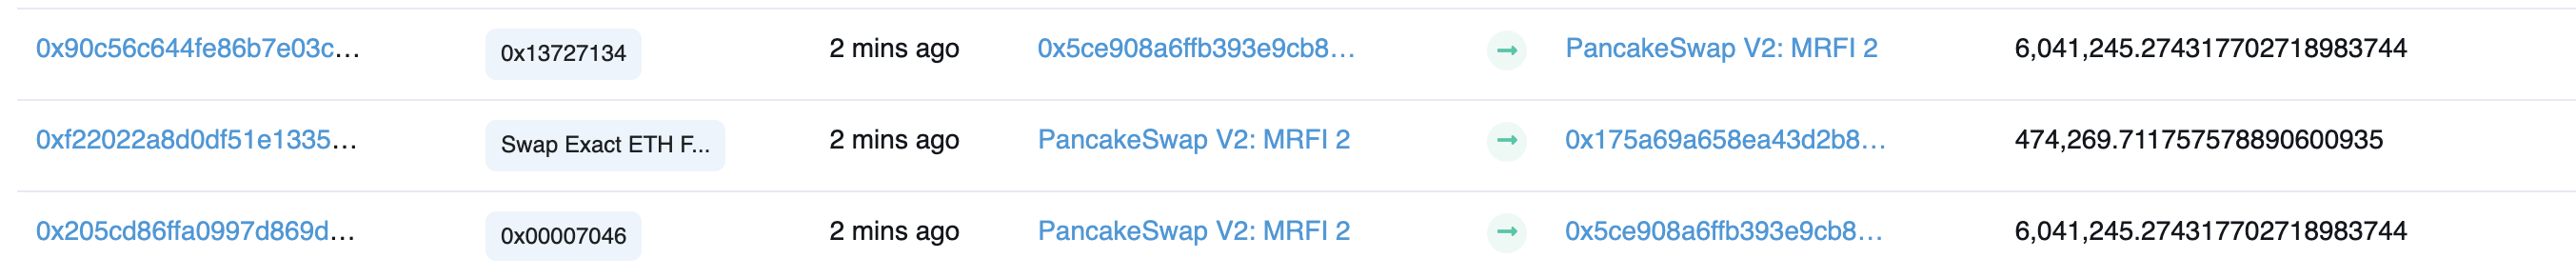 0x90c56c644fe86b7e03c... 0x13727134 2 mins ago 0x5ce908a6ffb393e9cb8... PancakeSwap V2: MRFI 2 6,041,245.274317702718983744
0xf22022a8d0df51e1335... Swap Exact ETH F... 2 mins ago PancakeSwap V2: MRFI 2 0x175a69a658ea43d2b8... 474,269.711757578890600935
0x205cd86ffa0997d869d... 0x00007046 2 mins ago PancakeSwap V2: MRFI 2 0x5ce908a6ffb393e9cb8... 6,041,245.274317702718983744